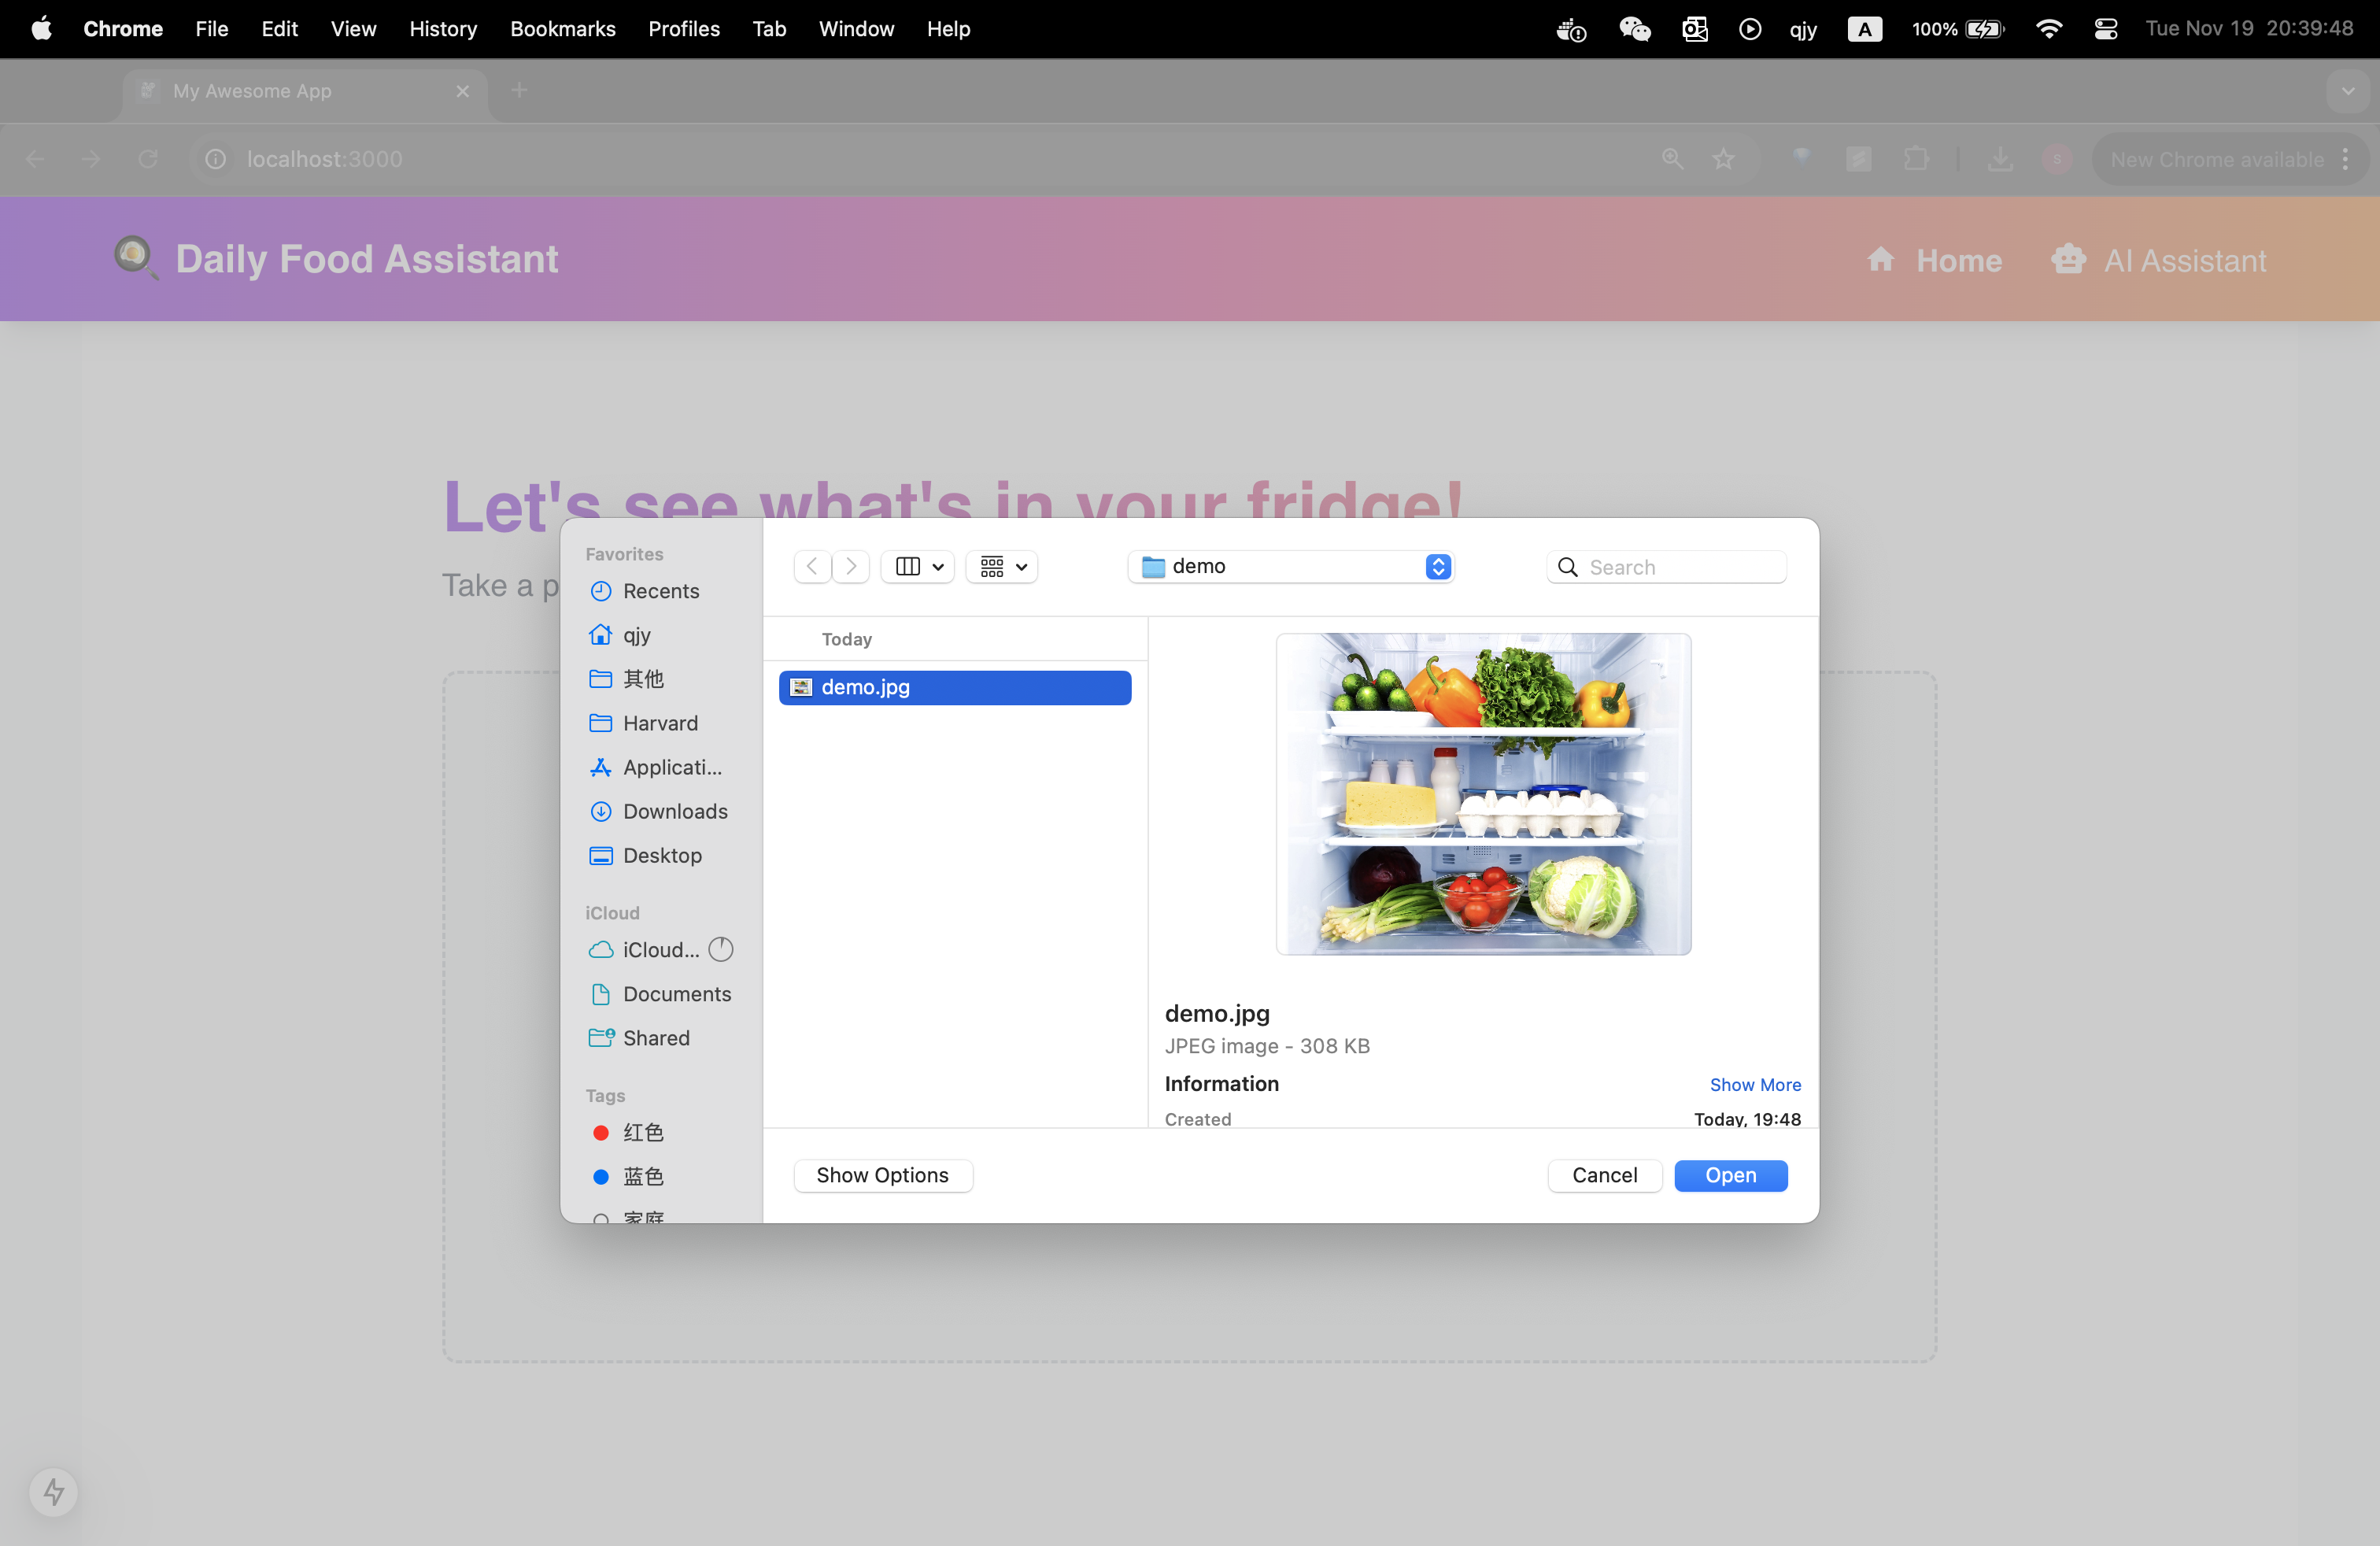 Chrome File Edit View History Bookmarks Profiles Tab Window Help qjy A 100% Tue Nov 19 20:39:48
My Awesome App
localhost:3000 S New Chrome available
Daily Food Assistant Home AI Assistant
Let's see what's in your fridge!
Take a p
Favorites
Recents
qjy
其他
Harvard
Applicati...
Downloads
Desktop
iCloud
iCloud...
Documents
Shared
Tags
红色
蓝色
家庭
demo
Search
Today
demo.jpg
demo.jpg
JPEG image - 308 KB
Information Show More
Created Today, 19:48
Show Options Cancel Open